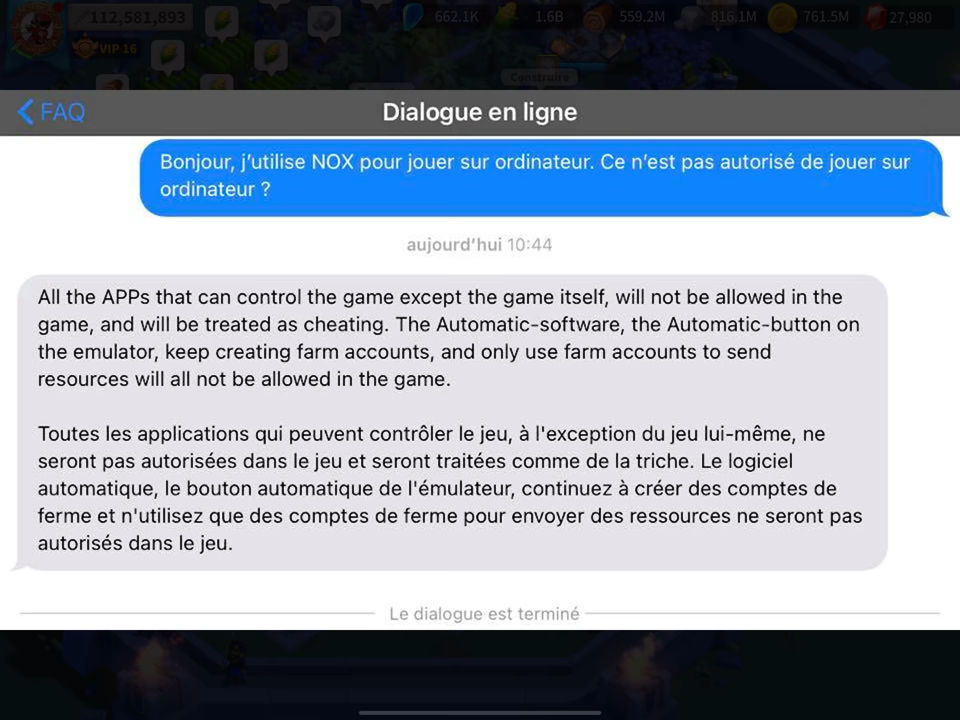 112,581,893
662.1K
1.6B
559.2M
816.1M
761.5M
27,980
VIP 16
Construire
FAQ
Dialogue en ligne
Bonjour, j'utilise NOX pour jouer sur ordinateur. Ce n'est pas autorisé de jouer sur
ordinateur ?
aujourd'hui 10:44
All the APPs that can control the game except the game itself, will not be allowed in the
game, and will be treated as cheating. The Automatic-software, the Automatic-button on
the emulator, keep creating farm accounts, and only use farm accounts to send
resources will all not be allowed in the game.
Toutes les applications qui peuvent contrôler le jeu, à l'exception du jeu lui-même, ne
seront pas autorisées dans le jeu et seront traitées comme de la triche. Le logiciel
automatique, le bouton automatique de l'émulateur, continuez à créer des comptes de
ferme et n'utilisez que des comptes de ferme pour envoyer des ressources ne seront pas
autorisés dans le jeu.
Le dialogue est terminé